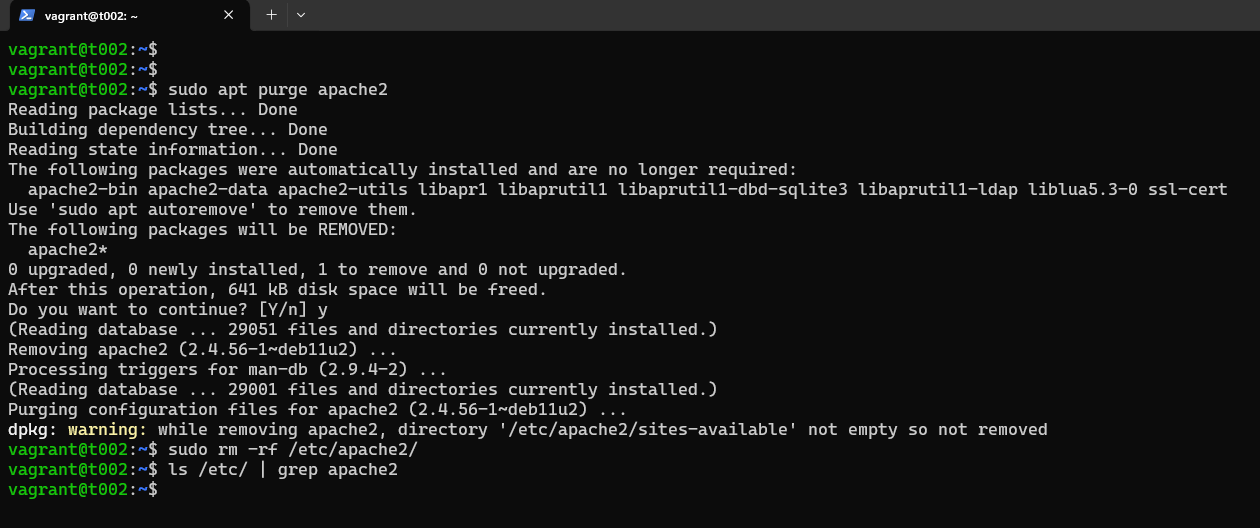 vagrant@t002: ~
vagrant@t002:~$
vagrant@t002:~$
vagrant@t002:~$ sudo apt purge apache2
Reading package lists... Done
Building dependency tree... Done
Reading state information... Done
The following packages were automatically installed and are no longer required:
  apache2-bin apache2-data apache2-utils libapr1 libaprutil1 libaprutil1-dbd-sqlite3 libaprutil1-ldap liblua5.3-0 ssl-cert
Use 'sudo apt autoremove' to remove them.
The following packages will be REMOVED:
  apache2*
0 upgraded, 0 newly installed, 1 to remove and 0 not upgraded.
After this operation, 641 kB disk space will be freed.
Do you want to continue? [Y/n] y
(Reading database ... 29051 files and directories currently installed.)
Removing apache2 (2.4.56-1~deb11u2) ...
Processing triggers for man-db (2.9.4-2) ...
(Reading database ... 29001 files and directories currently installed.)
Purging configuration files for apache2 (2.4.56-1~deb11u2) ...
dpkg: warning: while removing apache2, directory '/etc/apache2/sites-available' not empty so not removed
vagrant@t002:~$ sudo rm -rf /etc/apache2/
vagrant@t002:~$ ls /etc/ | grep apache2
vagrant@t002:~$